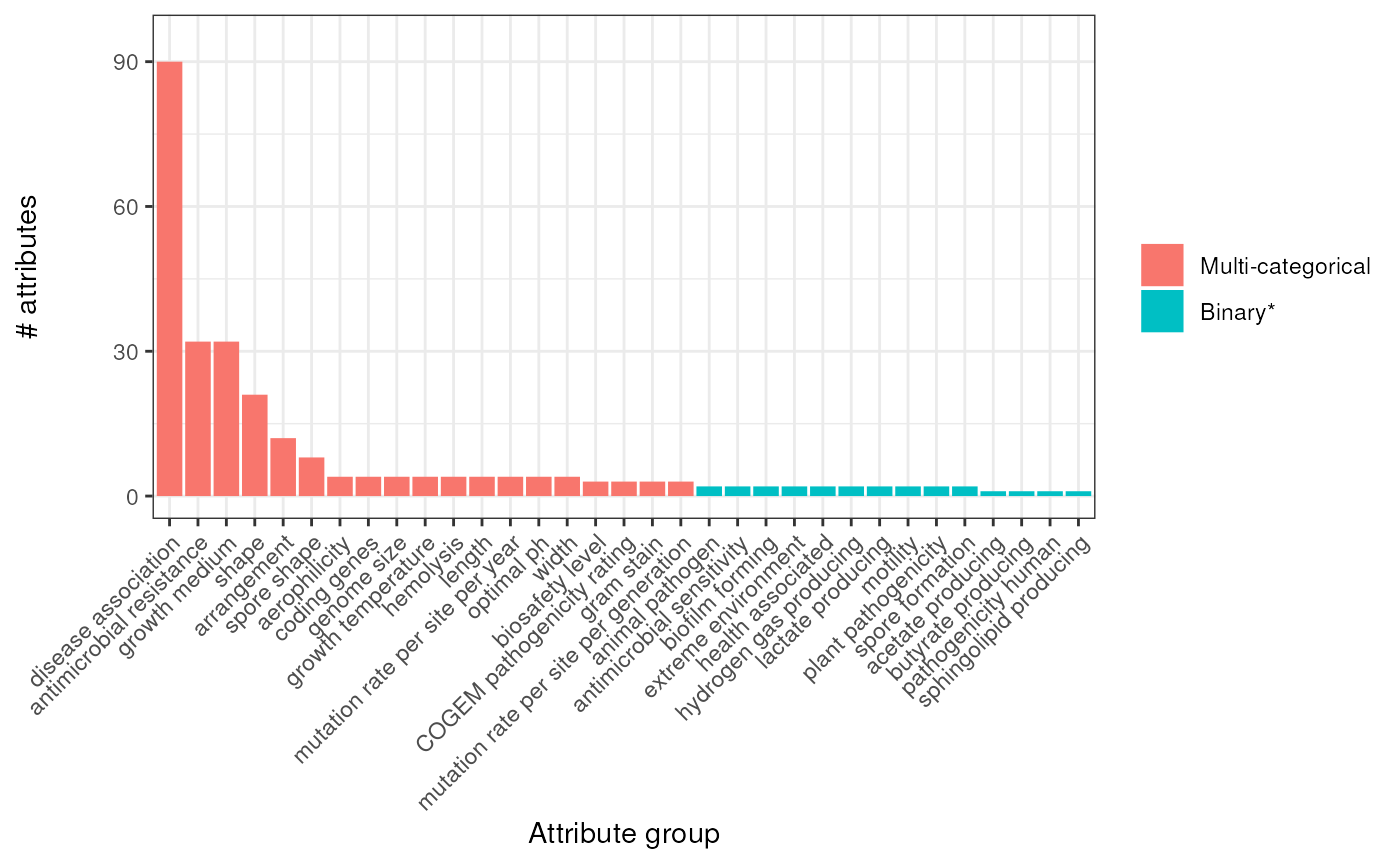 # attributes
90
60
30
0
disease association
antimicrobial resistance
growth medium
shape
arrangement
spore shape
aerophilicity
coding genes
genome size
growth temperature
hemolysis
length
mutation rate per site per year
optimal ph
width
biosafety level
COGEM pathogenicity rating
gram stain
mutation rate per site per generation
animal pathogen
antimicrobial sensitivity
biofilm forming
extreme environment
health associated
hydrogen gas producing
lactate producing
motility
plant pathogenicity
spore formation
acetate producing
butyrate producing
pathogenicity human
sphingolipid producing
Attribute group
Multi-categorical
Binary*